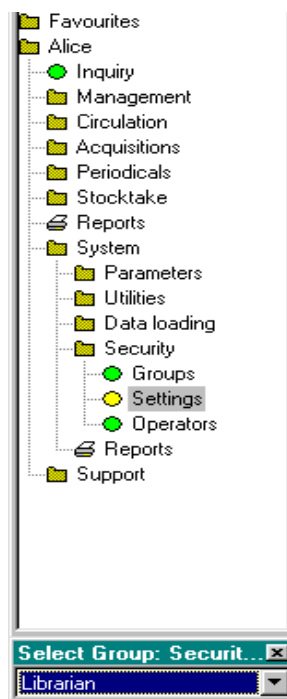 Favourites
Alice
Inquiry
Management
Circulation
Acquisitions
Periodicals
Stocktake
Reports
System
Parameters
Utilities
Data loading
Security
Groups
Settings
Operators
Reports
Support
Select Group: Securit...
Librarian